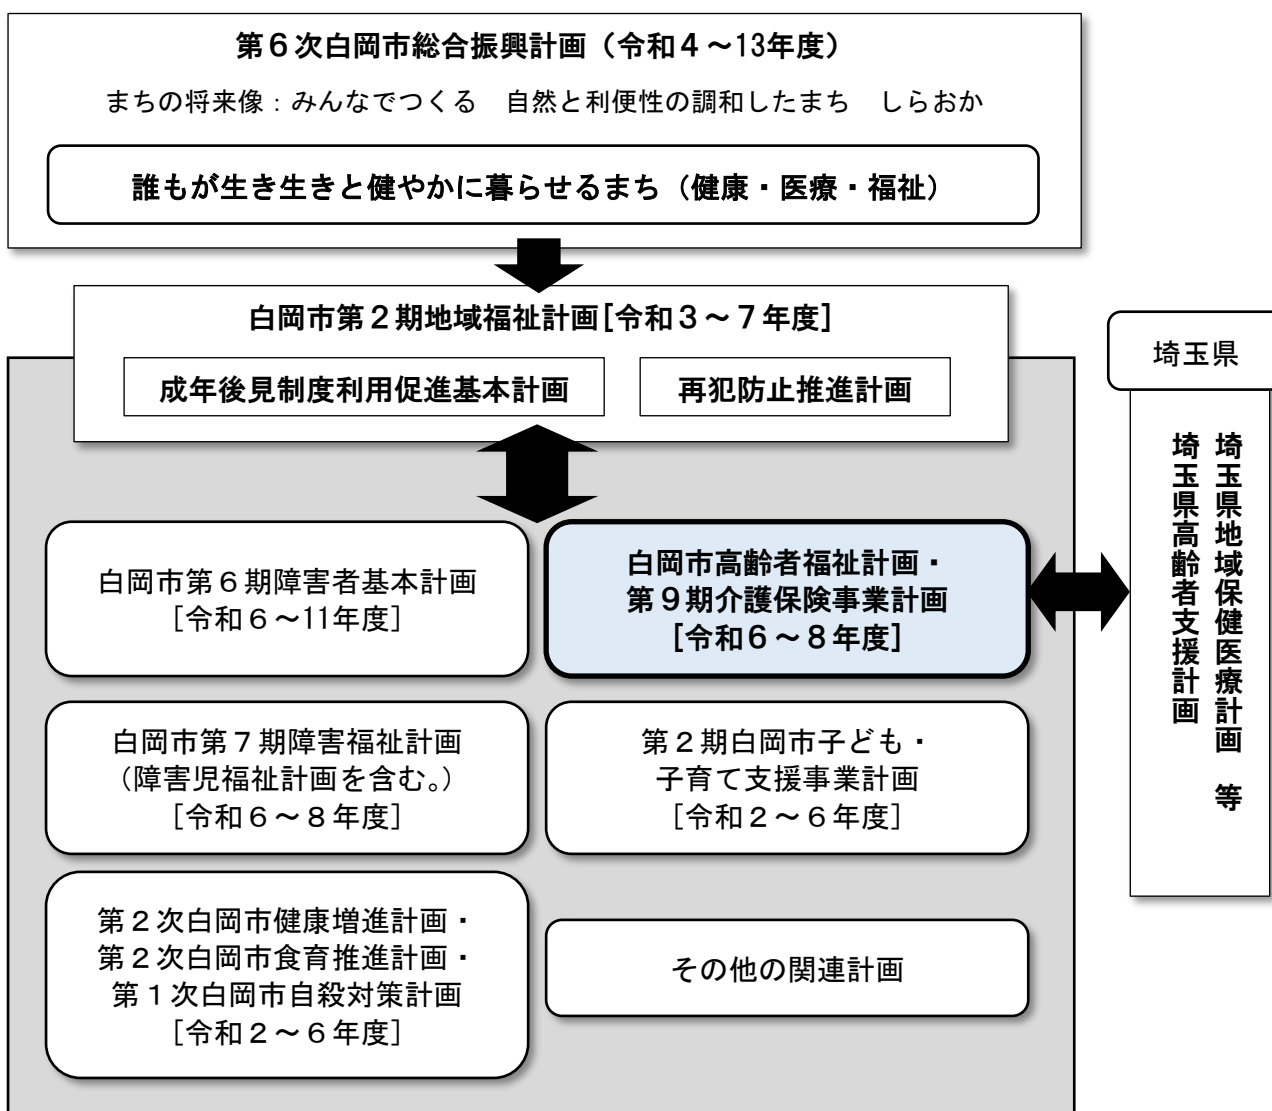 第６次白岡市総合振興計画（令和４～13年度）
まちの将来像：みんなでつくる　自然と利便性の調和したまち　しらおか
誰もが生き生きと健やかに暮らせるまち（健康・医療・福祉）
白岡市第２期地域福祉計画[令和３～７年度]
成年後見制度利用促進基本計画
再犯防止推進計画
埼玉県
埼玉県地域保健医療計画　等
埼玉県高齢者支援計画
白岡市第６期障害者基本計画
[令和６～11年度]
白岡市高齢者福祉計画・
第９期介護保険事業計画
[令和６～８年度]
白岡市第７期障害福祉計画
（障害児福祉計画を含む。）
[令和６～８年度]
第２期白岡市子ども・
子育て支援事業計画
[令和２～６年度]
第２次白岡市健康増進計画・
第２次白岡市食育推進計画・
第１次白岡市自殺対策計画
[令和２～６年度]
その他の関連計画